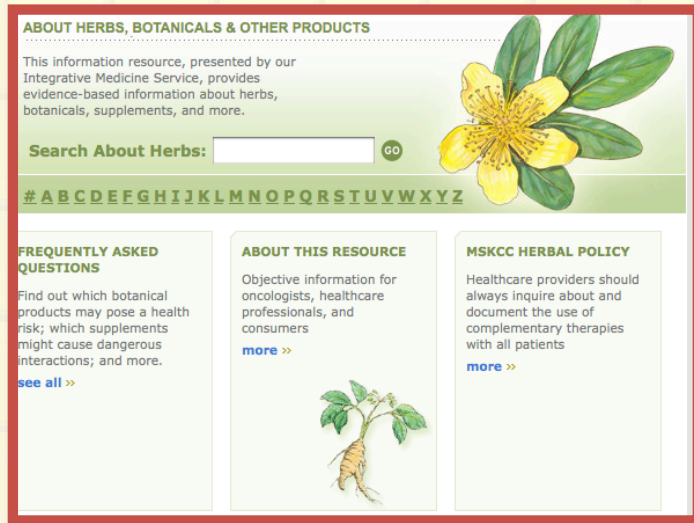 ABOUT HERBS, BOTANICALS & OTHER PRODUCTS
This information resource, presented by our
Integrative Medicine Service, provides
evidence-based information about herbs,
botanicals, supplements, and more.
Search About Herbs: GO
# A B C D E F G H I J K L M N O P Q R S T U V W X Y Z
FREQUENTLY ASKED
QUESTIONS
Find out which botanical
products may pose a health
risk; which supplements
might cause dangerous
interactions; and more.
see all »
ABOUT THIS RESOURCE
Objective information for
oncologists, healthcare
professionals, and
consumers
more »
MSKCC HERBAL POLICY
Healthcare providers should
always inquire about and
document the use of
complementary therapies
with all patients
more »